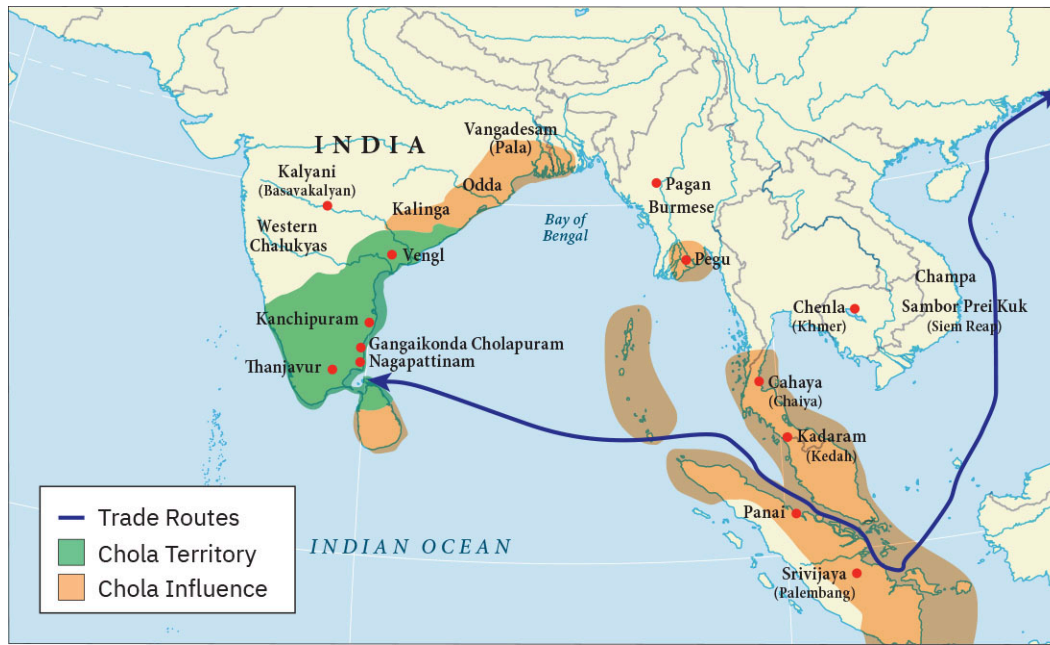 INDIA
Vangadesam
(Pala)
Kalyani
(Basavakalyan)
Odda
Kalinga
Pagan
Burmese
Bay of
Bengal
Western
Chalukyas
Vengl
Pegu
Champa
Chenla
(Khmer)
Sambor Prei Kuk
(Siem Reap)
Kanchipuram
Gangaikonda Cholapuram
Nagapattinam
Thanjavur
Cahaya
(Chaiya)
Kadaram
(Kedah)
Panai
INDIAN OCEAN
Srivijaya
(Palembang)
Trade Routes
Chola Territory
Chola Influence